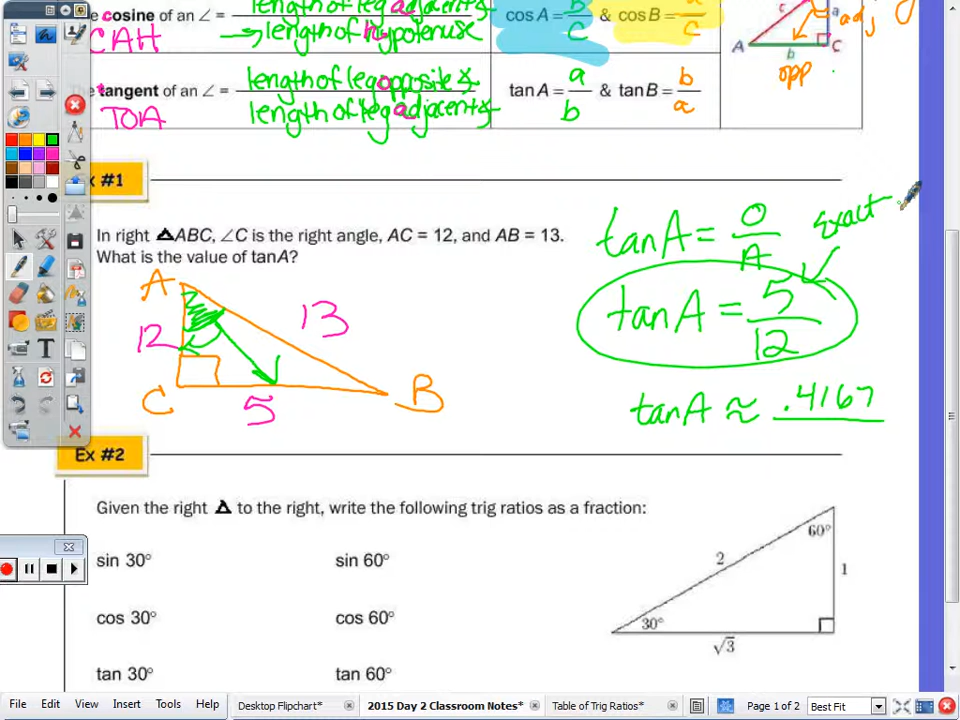 cosine of an ∠ = length of leg adjacent
length of hypotenuse
CAH
cos A = b/c & cos B = a/c
adj
c
a
A
b
C
opp
The tangent of an ∠ = length of leg opposite ∠
length of leg adjacent ∠
TOA
tan A = a/b & tan B = b/a
Ex #1
In right △ABC, ∠C is the right angle, AC = 12, and AB = 13.
What is the value of tanA?
A
12
13
C
5
B
tanA = O/A
exact
tanA = 5/12
tanA ≈ .4167
Ex #2
Given the right △ to the right, write the following trig ratios as a fraction:
sin 30° sin 60°
cos 30° cos 60°
tan 30° tan 60°
60°
2
1
30°
√3
File Edit View Insert Tools Help Desktop Flipchart* 2015 Day 2 Classroom Notes* Table of Trig Ratios* Page 1 of 2 Best Fit